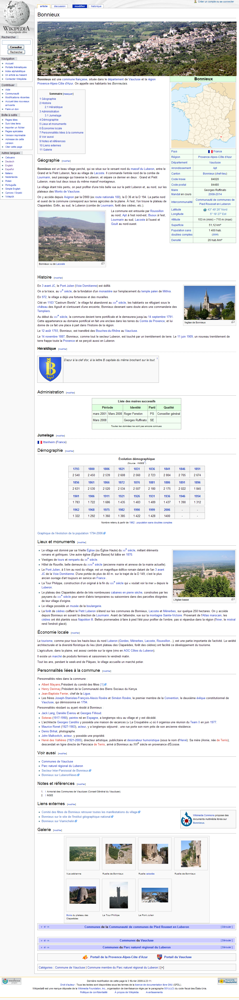 Créer un compte ou se connecter
article
discussion
modifier
historique
WIKIPÉDIA
L'encyclopédie libre
Rechercher
Consulter
Rechercher
Navigation
Accueil
Portails thématiques
Index alphabétique
Un article au hasard
Contacter Wikipédia
Contribuer
Aide
Communauté
Modifications récentes
Accueil des nouveaux
arrivants
Faire un don
Boîte à outils
Pages liées
Suivi des liens
Importer un fichier
Pages spéciales
Version imprimable
Adresse de cette
version
Citer cette page
Autres langues
Cebuano
Deutsch
English
Español
Italiano
Nederlands
Polski
Português
Simple English
Српски / Srpski
Volapük
Bonnieux
Bonnieux est une commune française, située dans le département de Vaucluse et la région
Provence-Alpes-Côte d'Azur. On appelle ses habitants les Bonnieulais.
Bonnieux
Pays France
Région Provence-Alpes-Côte d'Azur
Département Vaucluse
Arrondissement Apt
Canton Bonnieux (chef-lieu)
Code Insee 84020
Code postal 84480
Maire Georges Ruffinato
Mandat en cours 2008-2014
Intercommunalité Communauté de communes de
Pied Rousset en Luberon
Latitude 43° 49' 26" Nord
Longitude 5° 18' 27" Est
Altitude 153 m (mini) – 715 m (maxi)
Superficie 51,12 km²
Population sans 1 400 hab.
doubles comptes (2006)
Densité 26 hab./km²
Sommaire [masquer]
1 Géographie
2 Histoire
2.1 Héraldique
3 Administration
3.1 Jumelage
4 Démographie
5 Lieux et monuments
6 Économie locale
7 Personnalités liées à la commune
8 Voir aussi
9 Notes et références
10 Liens externes
11 Galerie
Géographie [modifier]
Bonnieux est un beau village perché, qui se situe sur le versant nord du massif du Luberon, entre le
Grand et le Petit Luberon, face au village de Lacoste. Il commande l'entrée nord de la combe de
Lourmarin, seul passage qui traverse le Luberon, et sépare ce dernier en deux : Grand et Petit
Luberon, mais tout deux issus du même massif montagneux.
Le village étant très pentu, on peut profiter d'une très belle vue sur le petit Luberon et, au nord, sur les
plateaux des Monts de Vaucluse.
On y accède depuis Avignon par la D900 (ex route nationale 100), la D 36 et la D 194. La partie nord
et ouest de la commune correspond aux terres agricoles de la plaine. À l'est, l'on trouve le plateau de
Claparèdes. Enfin, au sud, le Luberon (combe de Lourmarin, forêt des cèdres, etc.).
La commune est entourée par Roussillon
au nord, Apt à l'est nord-est, Buoux à l'est,
Lourmarin au sud, Lacoste à l'ouest et
Goult au nord-ouest.
Bonnieux vu de Lacoste
Histoire [modifier]
En 3 avant JC, le Pont Julien (Voie Domitienne) est édifié.
On a la trace, au VIe siècle, de la fondation d'un monastère sur l'emplacement du temple païen de Mithra.
En 972, le village a déjà une forteresse et des murailles.
Cité en 1103 "Castrum Bonils", le village fut abandonné au XIIIe siècle, les habitants se réfugiant sous le
château des Agoult et s'entourant d'une enceinte, Bonnieux devenant sans doute alors une commanderie des
Templiers.
Au début du XIVe siècle, la commune devient terre pontificale et le demeurera jusqu'au 14 septembre 1791.
Cette appartenance au domaine pontifical en fait une enclave dans les terres du Comte de Provence, et lui
donne de ce fait une place à part dans l'histoire de la région.
Le 12 août 1793, Bonnieux, est transféré des Bouches-du-Rhône au Vaucluse.
Le 14 novembre 1887, Bonnieux, comme tout le secteur Luberon, est touché par un tremblement de terre. Le 11 juin 1909, un nouveau tremblement de
terre frappe toute la Provence et se perçoit aussi en Luberon.
l'eglise de Bonnieux
Héraldique [modifier]
D'azur à la clef d'or, à la lettre B capitale du même brochant sur le tout. 1
Administration [modifier]
Liste des maires successifs
Période Identité Parti Qualité
mars 2001 Mars 2008 Roger Fenelon PS Conseiller général
Mars 2008 Georges Ruffinato SE
Toutes les données ne sont pas encore connues.
Jumelage [modifier]
Ittenheim (France)
Démographie [modifier]
Évolution démographique
(Source : INSEE2)
1793 1800 1806 1821 1831 1836 1841 1846 1851
2 540 2 450 2 539 2 608 2 560 2 723 2 804 2 705 2 674
1856 1861 1866 1872 1876 1881 1886 1891 1896
2 631 2 530 2 520 2 534 2 507 2 180 2 175 2 022 1 845
1901 1906 1911 1921 1926 1931 1936 1946 1954
1 783 1 722 1 686 1 435 1 483 1 489 1 437 1 390 1 312
1962 1968 1975 1982 1990 1999 2006 - -
1 322 1 292 1 360 1 385 1 422 1 428 1400 - -
Nombre retenu à partir de 1962 : population sans doubles comptes
Graphique de l'évolution de la population 1794-2006
Lieux et monuments [modifier]
Le village est dominé par sa Vieille Église (ou Église Haute) du XIIe siècle, mêlant éléments
romans et gothiques. Une autre église (Église Basse) fut bâtie en 1870.
Vestiges de tours et remparts du XIIe siècle.
Hôtel de Rouville, belle demeure du XVIIIe siècle (ancienne mairie et annexe de la mairie actuelle).
Le Pont Julien, à 5 km au nord du village, est un magnifique édifice romain datant de l'an 3 avant
JC de la Voie Domitienne. D'une portée de plus de 40 m. sur le trajet de la D 149, c'est le plus
ancien ouvrage d'art toujours en service en France .
La Tour Philippe, construction d'un original à la fin du XIXe siècle qui « voulait voir la mer » depuis le
Luberon.
Le plateau des Claparèdes abrite de très nombreuses cabanes en pierre sèche, construites par les
paysans du XIXe siècle pour servir d'abris temporaires ou saisonniers dans des parcelles éloignées
de leur village d'origine.
Le village possède un musée de la boulangerie.
La forêt de cèdres coiffant le Petit Luberon s'étend sur les communes de Bonnieux, Lacoste et Ménerbes, sur quelque 250 hectares. On y accède
depuis Bonnieux en suivant la direction de Lourmarin. Avant de l'atteindre, vue sur la montagne Sainte-Victoire. Provenant de l'Atlas marocain, les
cèdres ont été plantés sous Napoléon III. Belles promenades à faire à pied l'été pour profiter de l'ombre, pas si répandue dans la région (l'hiver, le mistral
rend l'endroit glacé).
L'église basse
Économie locale [modifier]
Le tourisme, comme pour tous les hauts-lieux du nord Luberon (Gordes, Ménerbes, Lacoste, Roussillon...), est une partie importante de l'activité. La variété
architecturale et la diversité floristique du lieu (dont plateau des Claparèdes, forêt des cèdres) ont facilité ce développement du tourisme.
L'agriculture, dans la plaine, est assez centrée sur la vigne (vins en AOC Côtes du Luberon).
Il existe un marché de produits fermiers et saisonniers le vendredi matin.
Tout les ans, pendant le week-end de Pâques, le village accueille un marché potier.
Personnalités liées à la commune [modifier]
Personnalités nées dans la commune :
Albert Mayans,Président du comité des fêtes [1].
Henry Derimay,Président de la Communauté des Biens Sociaux du Kenya.
Jean-Baptiste Ferrier, chef de la Ligue.
Les frères Joseph-Stanislas-François-Alexis Rovère et Siméon Rovère, le premier membre de la Convention, le deuxième évêque constitutionnel de
Vaucluse, qui démissionna en 1794.
Personnalités résidant ou ayant résidé à Bonnieux :
Jack Lang, Danièle Évenou et Georges Fillioud.
Soteras (1917-1990), peintre né en Espagne, a longtemps vécu au village et y est décédé.
L'architecte Georges Candilis y posséda une maison de vacances (« La Croupatière ») où il organisa une réunion du Team X en juin 1977.
Maurice Ronet (1927-1983), acteur, y a longtemps séjourné ; une rue porte son nom près de son ancienne résidence.
Denis Brihat, photographe.
John Malkovitch, acteur, y possède une propriété.
Hervé des Vallières (1921-2005), directeur artistique, publicitaire et dessinateur humoristique (sous le nom d'Hervé). Sa mère (Annie, née de Terris),
descendait en ligne directe de Pancrace de Terris, arrivé à Bonnieux au XVIe siècle en provenance d'Écosse.
Voir aussi [modifier]
Communes de Vaucluse
Parc naturel régional du Luberon
Secteur Inter-Paroissial de Bonnieux
Bonnieux sur LuberonNews
Notes et références [modifier]
1. ↑ Armorial des Communes de Vaucluse (Conseil Général du Vaucluse).
2. ↑ INSEE
Liens externes [modifier]
Comité des fêtes de Bonnieux retrouver toutes les manifestations du village
Bonnieux sur le site de l'Institut géographique national
Bonnieux sur Viamichelin
Wikimedia Commons propose des
documents multimédia libres sur
Bonnieux.
Galerie [modifier]
Vue aérienne
Ruelle de Bonnieux
Ruelle caladée
Ruelle de Bonnieux
Borie du plateau des
Claparèdes
La Tour Phillipe
Le Pont Julien
v · d · m Communes de la Communauté de communes de Pied Rousset en Luberon [ Dérouler ]
v · d · m Communes du Vaucluse [ Dérouler ]
v · d · m Communes du Parc naturel régional du Luberon [ Dérouler ]
Portail de la Provence-Alpes-Côte d'Azur Portail du Vaucluse
Catégories : Commune de Vaucluse | Commune membre du Parc naturel régional du Luberon | [+]
A WIKIMEDIA project
Powered By MediaWiki
Dernière modification de cette page le 3 février 2009 à 23:11.
Droit d'auteur : Tous les textes sont disponibles sous les termes de la licence de documentation libre GNU (GFDL).
Wikipedia® est une marque déposée de la Wikimedia Foundation, Inc., organisation de bienfaisance régie par le paragraphe 501(c)(3) du code fiscal des États-Unis.
Politique de confidentialité À propos de Wikipédia Avertissements